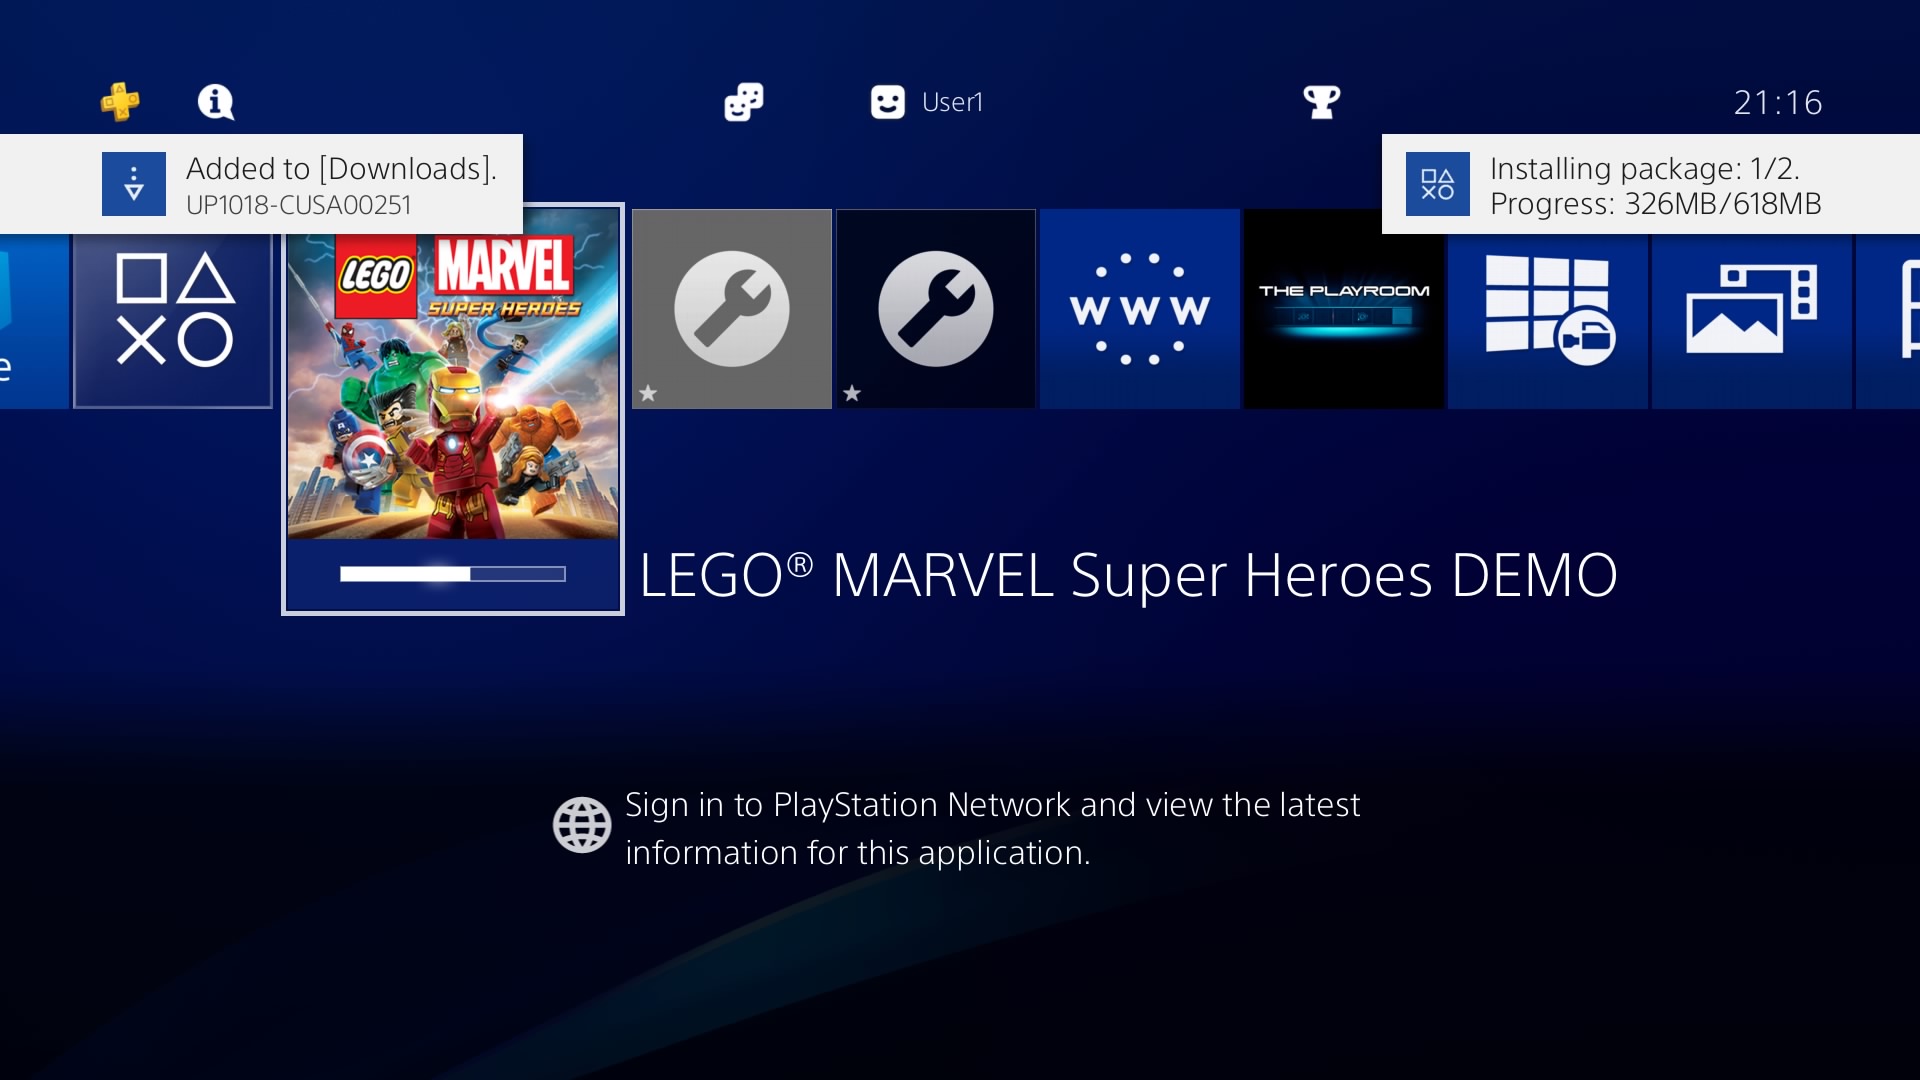 User1
21:16
Added to [Downloads].
UP1018-CUSA00251
Installing package: 1/2.
Progress: 326MB/618MB
e
LEGO
MARVEL
SUPER HEROES
WWW
THE PLAYROOM
LEGO® MARVEL Super Heroes DEMO
Sign in to PlayStation Network and view the latest
information for this application.